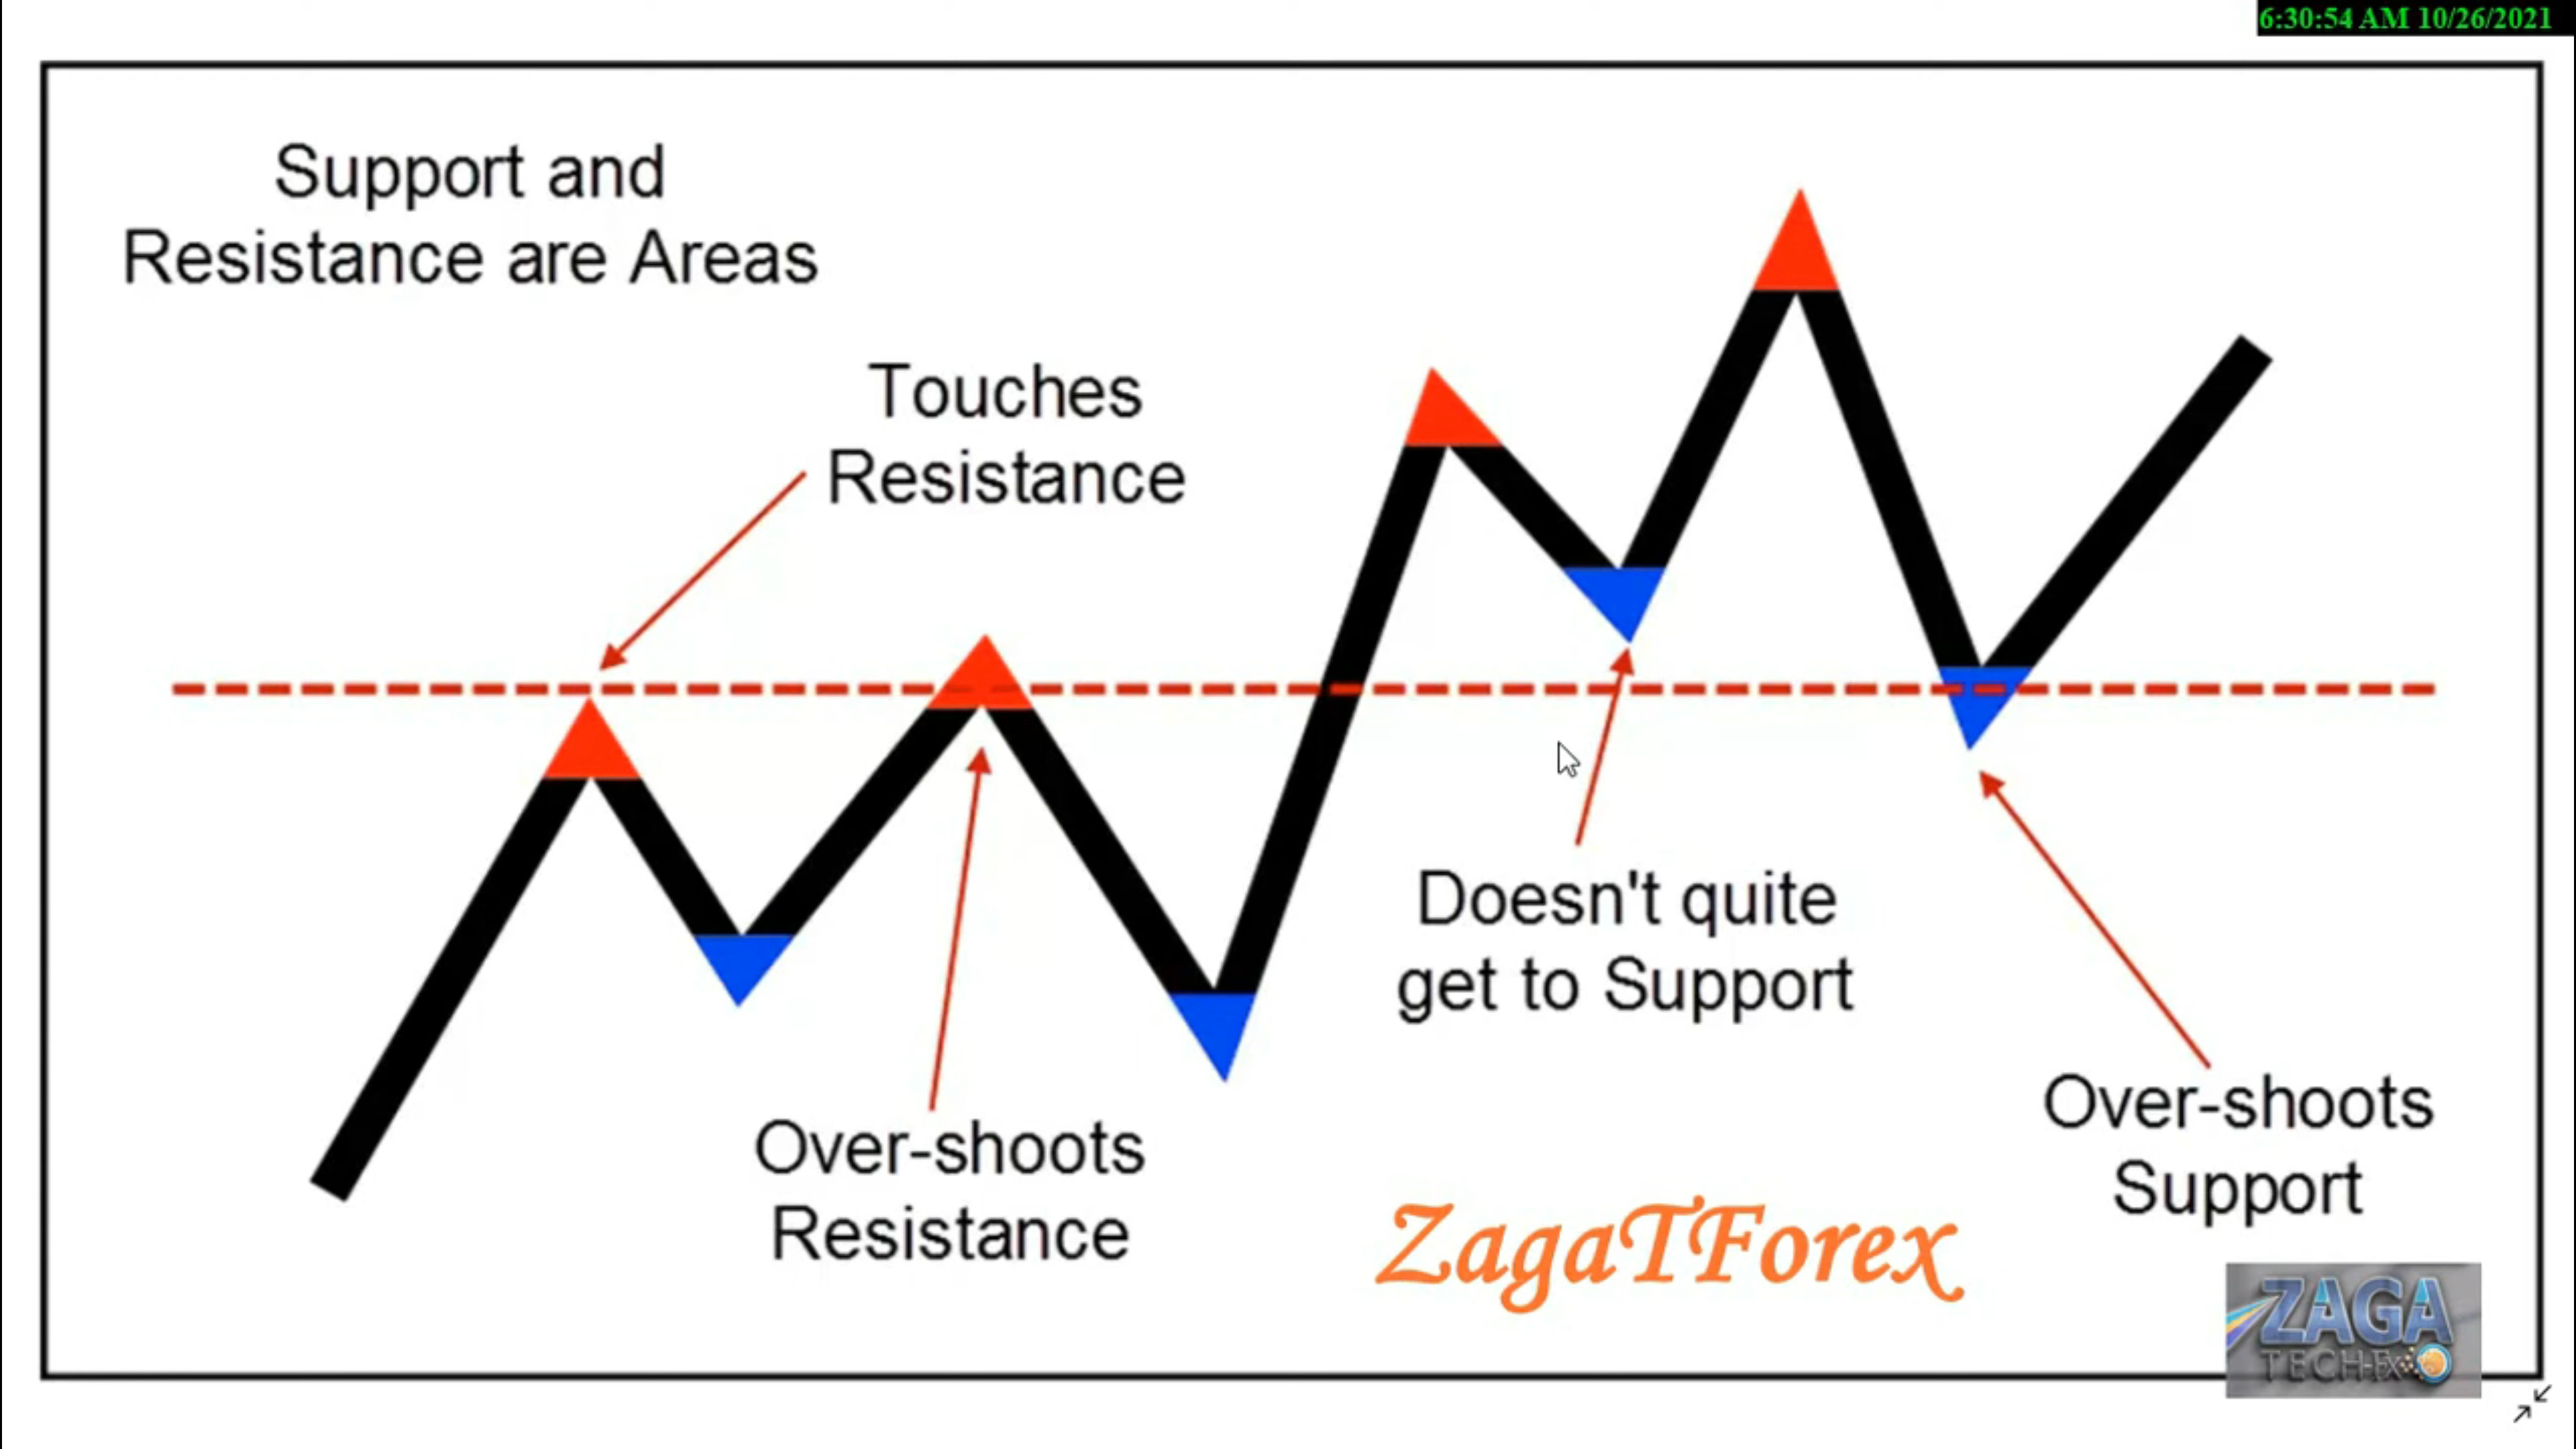 6:30:54 AM 10/26/2021
Support and
Resistance are Areas
Touches
Resistance
Doesn't quite
get to Support
Over-shoots
Support
Over-shoots
Resistance
ZagaTForex
ZAGA
TECH-Ex